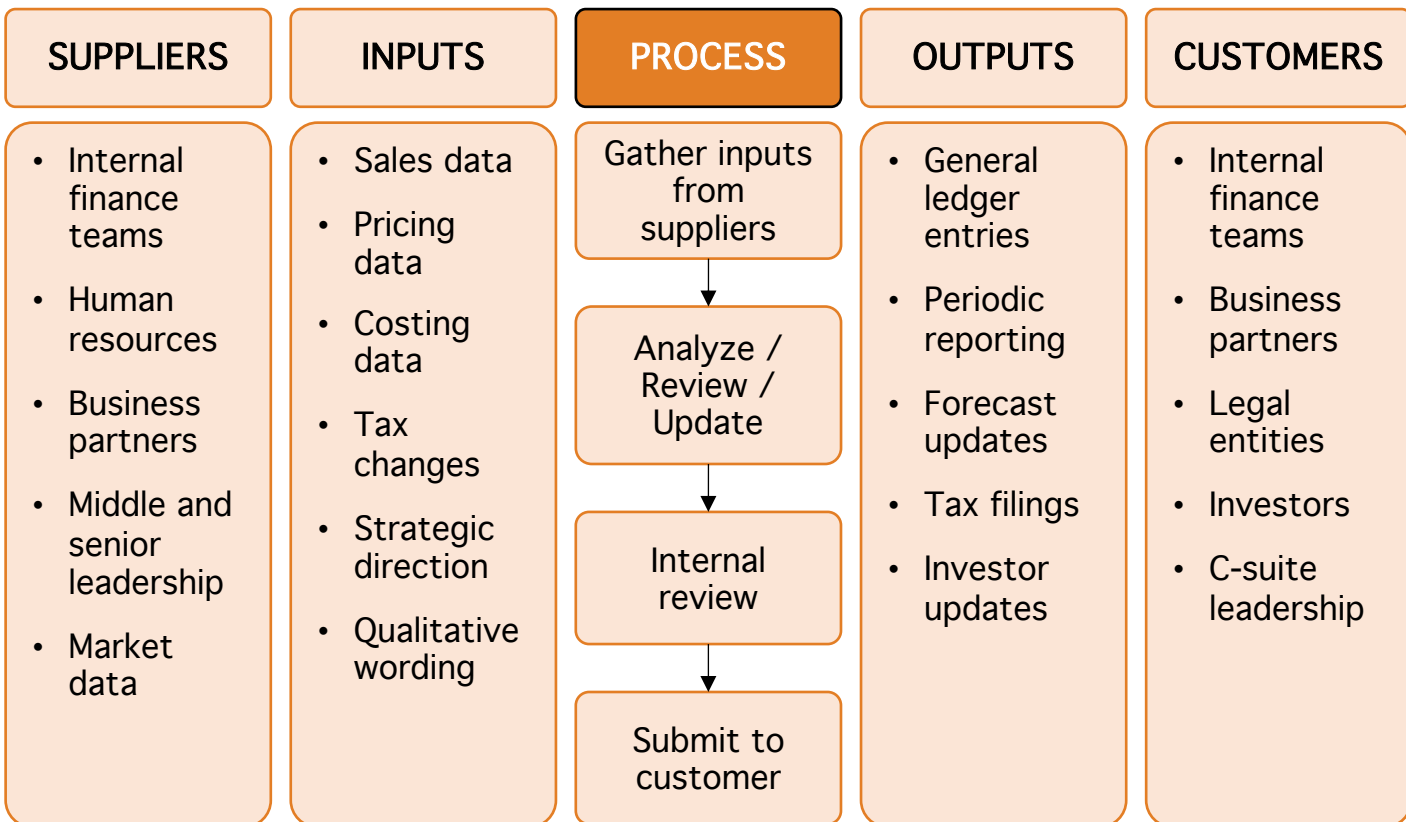 SUPPLIERS
• Internal
finance
teams
• Human
resources
• Business
partners
• Middle and
senior
leadership
• Market
data
INPUTS
• Sales data
• Pricing
data
• Costing
data
• Tax
changes
• Strategic
direction
• Qualitative
wording
PROCESS
Gather inputs
from
suppliers
Analyze /
Review /
Update
Internal
review
Submit to
customer
OUTPUTS
• General
ledger
entries
• Periodic
reporting
• Forecast
updates
• Tax filings
• Investor
updates
CUSTOMERS
• Internal
finance
teams
• Business
partners
• Legal
entities
• Investors
• C-suite
leadership